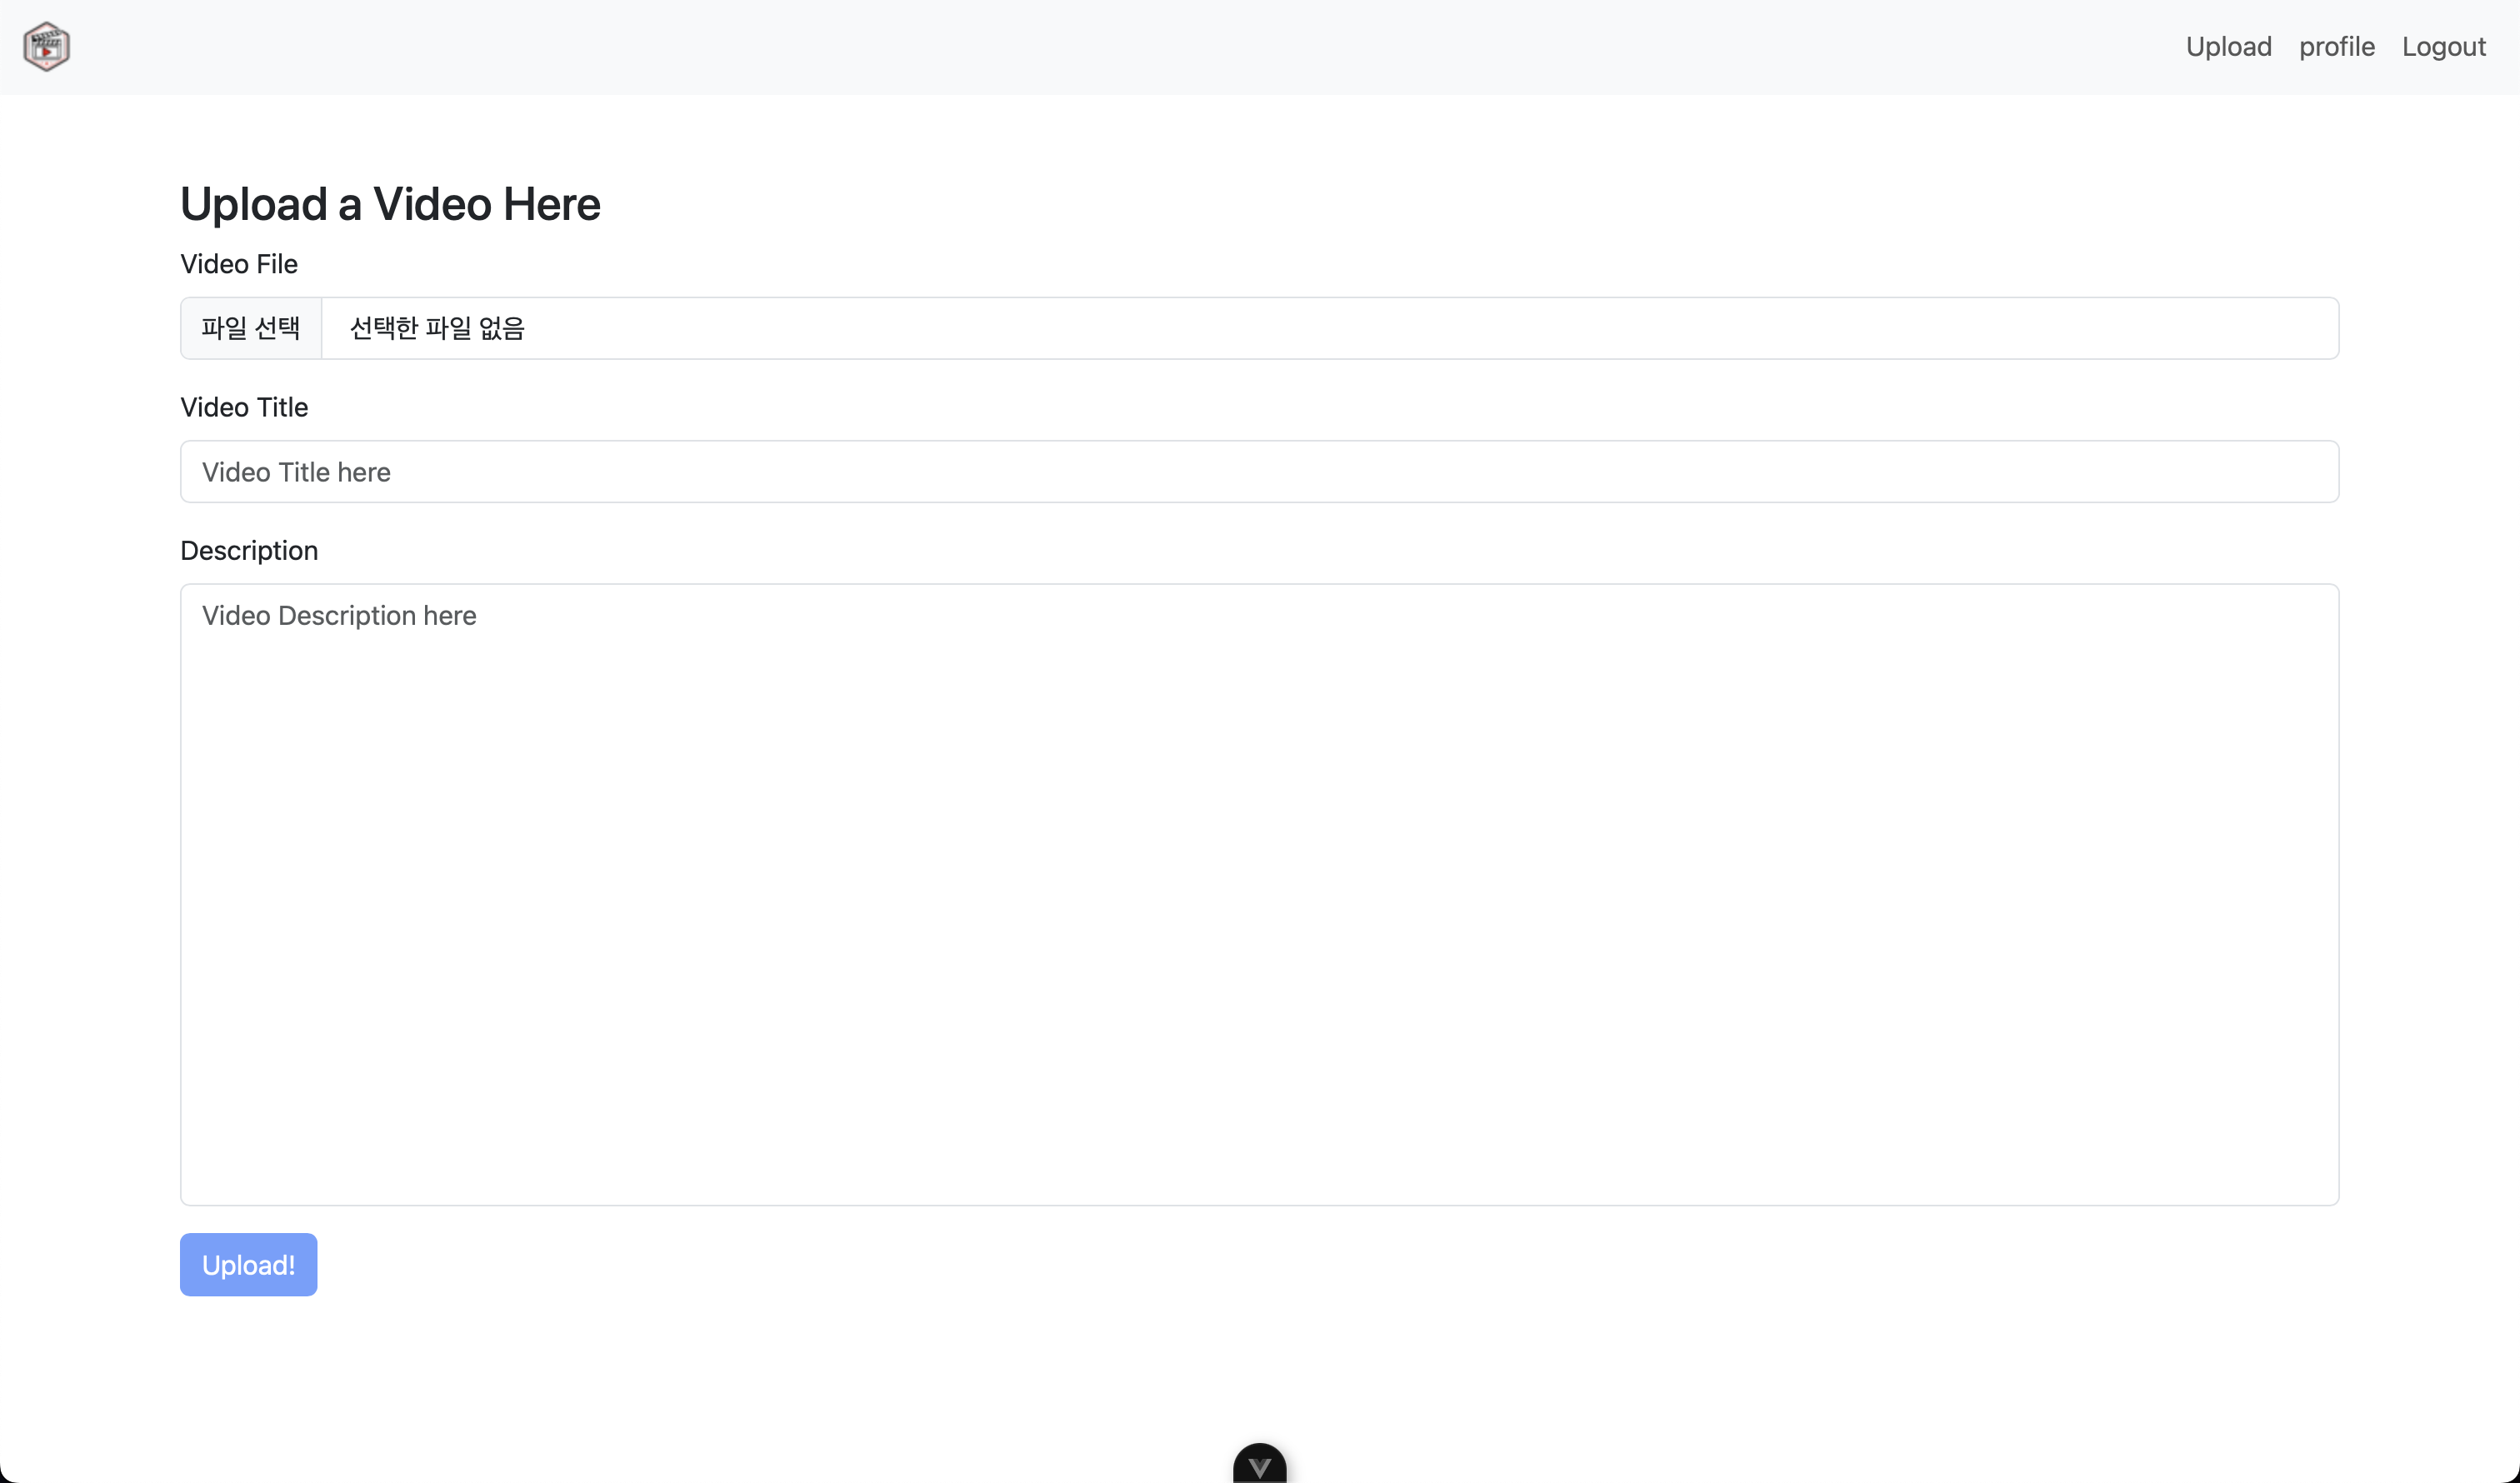 Upload profile Logout
Upload a Video Here
Video File
파일 선택 선택한 파일 없음
Video Title
Video Title here
Description
Video Description here
Upload!